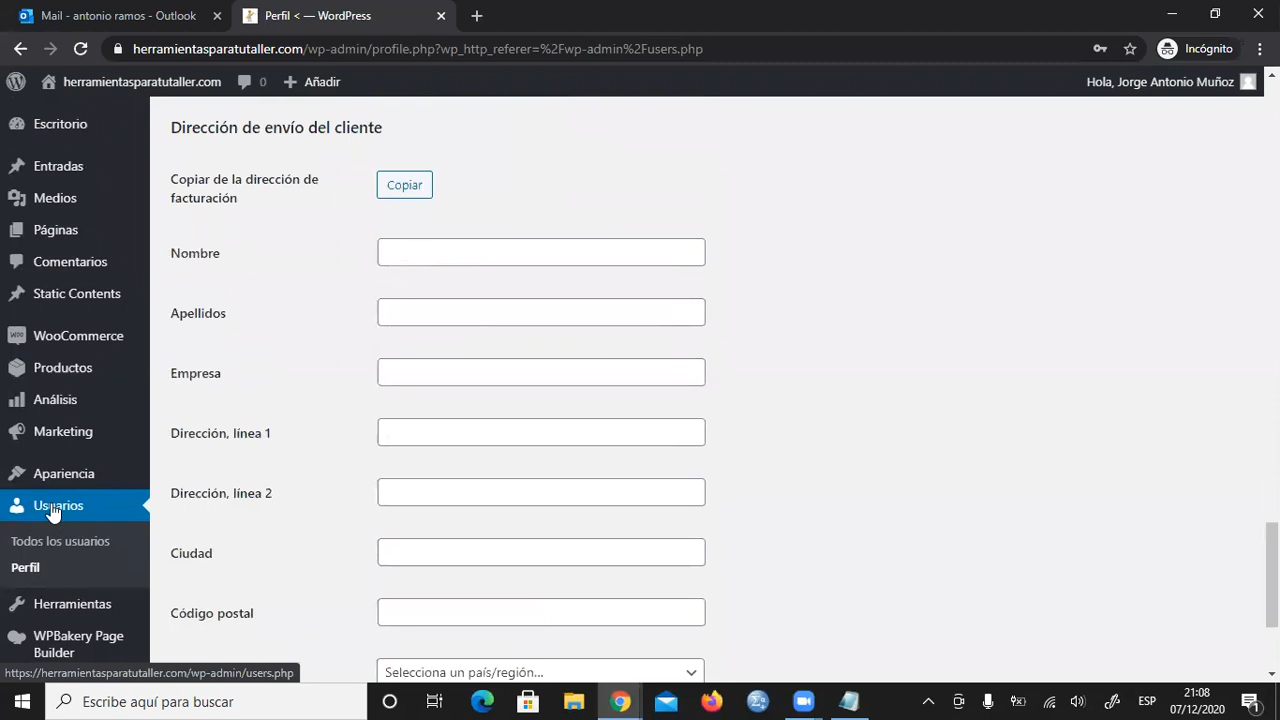 Mail - antonio ramos - Outlook
Perfil < — WordPress
herramientasparatutaller.com/wp-admin/profile.php?wp_http_referer=%2Fwp-admin%2Fusers.php
Incógnito
herramientasparatutaller.com
0
Añadir
Hola, Jorge Antonio Muñoz
Escritorio
Entradas
Medios
Páginas
Comentarios
Static Contents
WooCommerce
Productos
Análisis
Marketing
Apariencia
Usuarios
Todos los usuarios
Perfil
Herramientas
WPBakery Page
Builder
Dirección de envío del cliente
Copiar de la dirección de
facturación
Copiar
Nombre
Apellidos
Empresa
Dirección, línea 1
Dirección, línea 2
Ciudad
Código postal
Selecciona un país/región...
https://herramientasparatutaller.com/wp-admin/users.php
Escribe aquí para buscar
ESP
21:08
07/12/2020
1